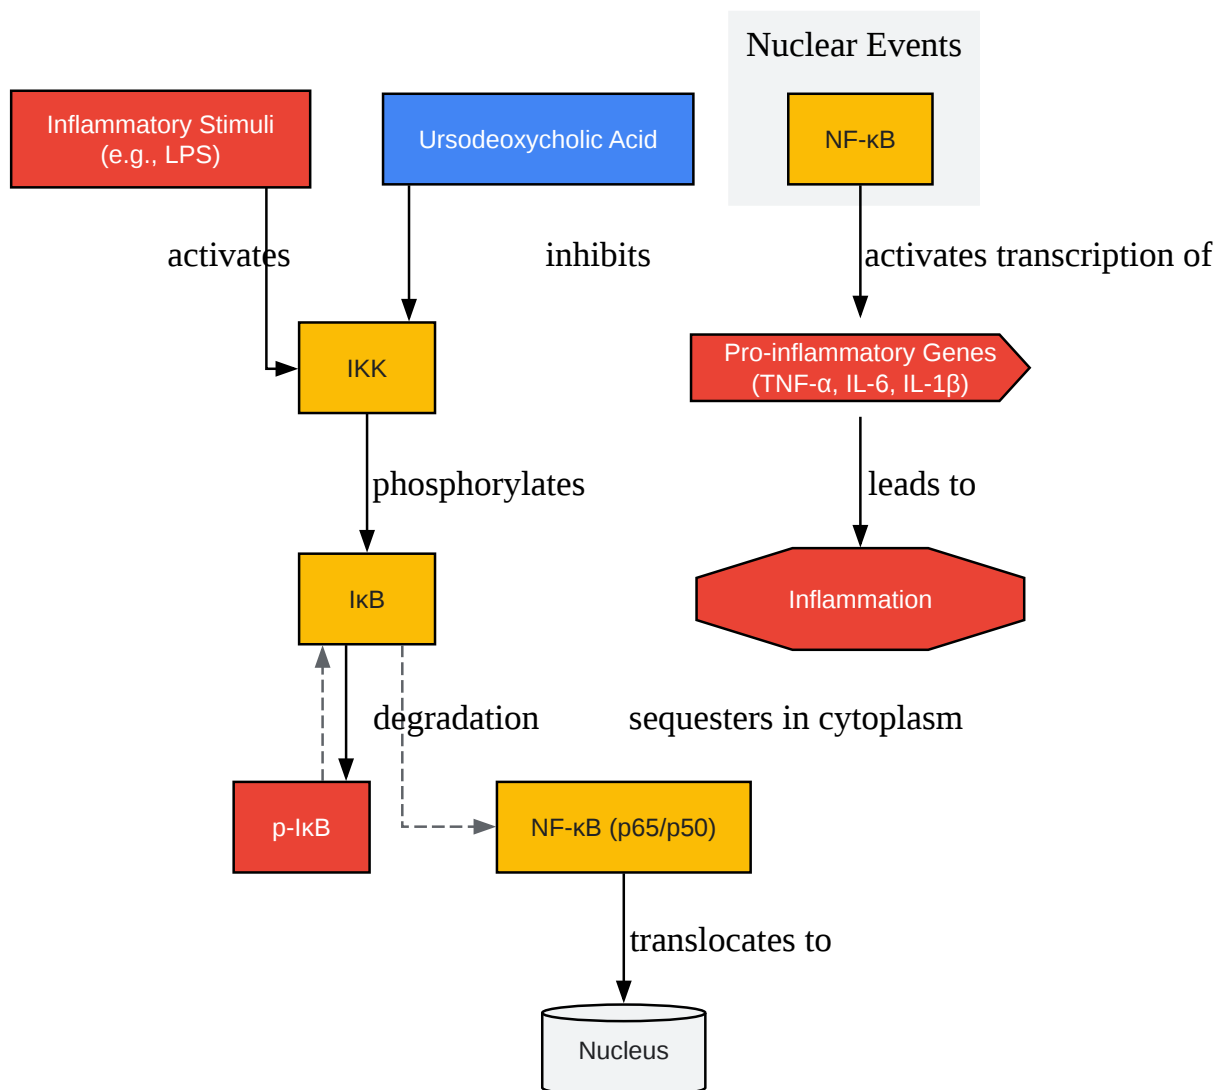 Nuclear Events
Inflammatory Stimuli
(e.g., LPS)
Ursodeoxycholic Acid
NF-κB
activates
inhibits
activates transcription of
IKK
Pro-inflammatory Genes
(TNF-α, IL-6, IL-1β)
phosphorylates
leads to
IκB
Inflammation
degradation
sequesters in cytoplasm
p-IκB
NF-κB (p65/p50)
translocates to
Nucleus